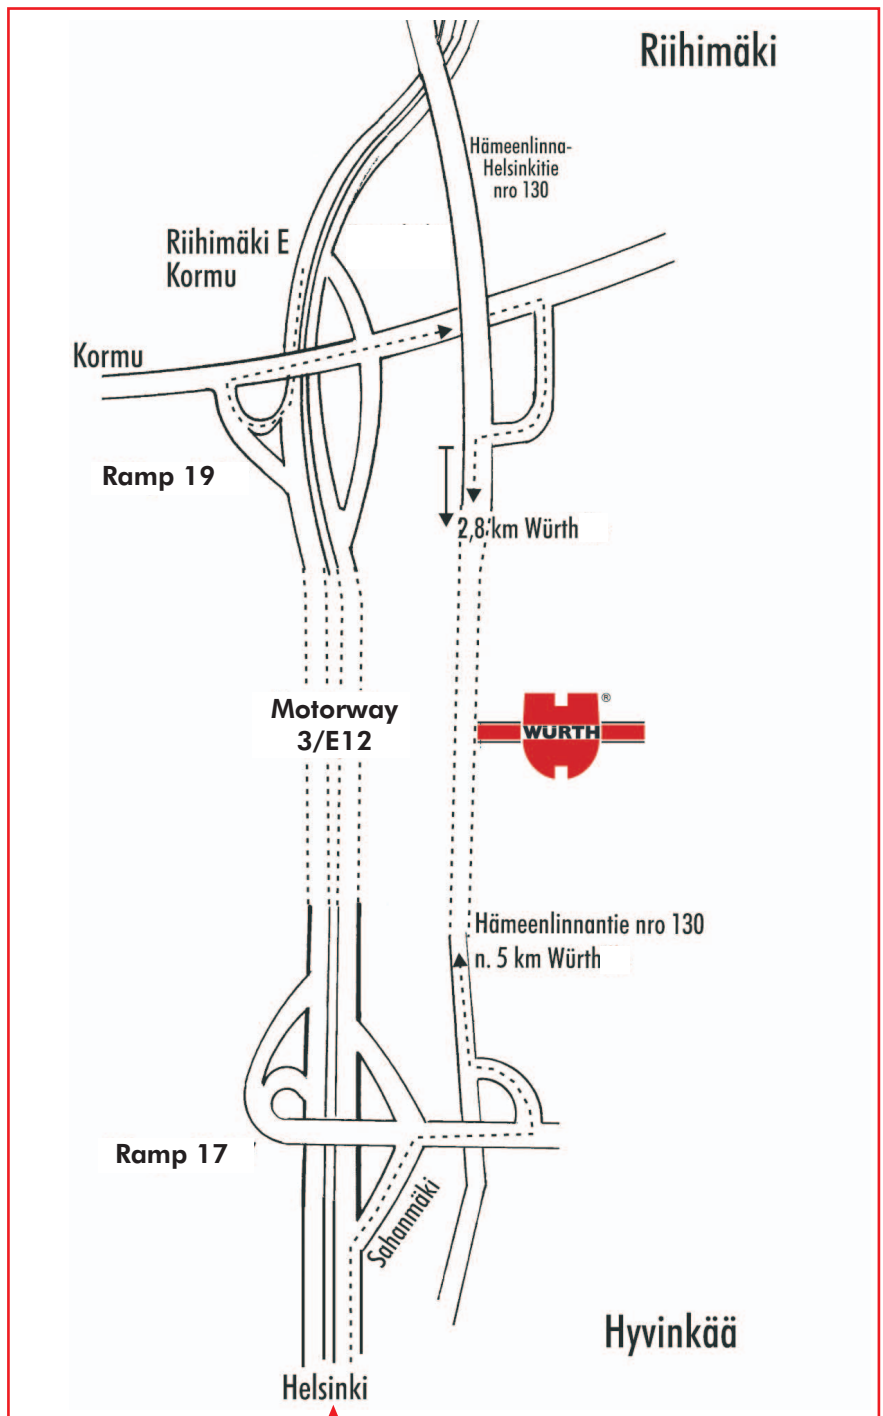 Riihimäki
Hämeenlinna-
Helsinkitie
nro 130
Riihimäki E
Kormu
Kormu
Ramp 19
2,8 km Würth
Motorway
3/E12
WÜRTH
®
Hämeenlinnantie nro 130
n. 5 km Würth
Ramp 17
Sahanmäki
Hyvinkää
Helsinki